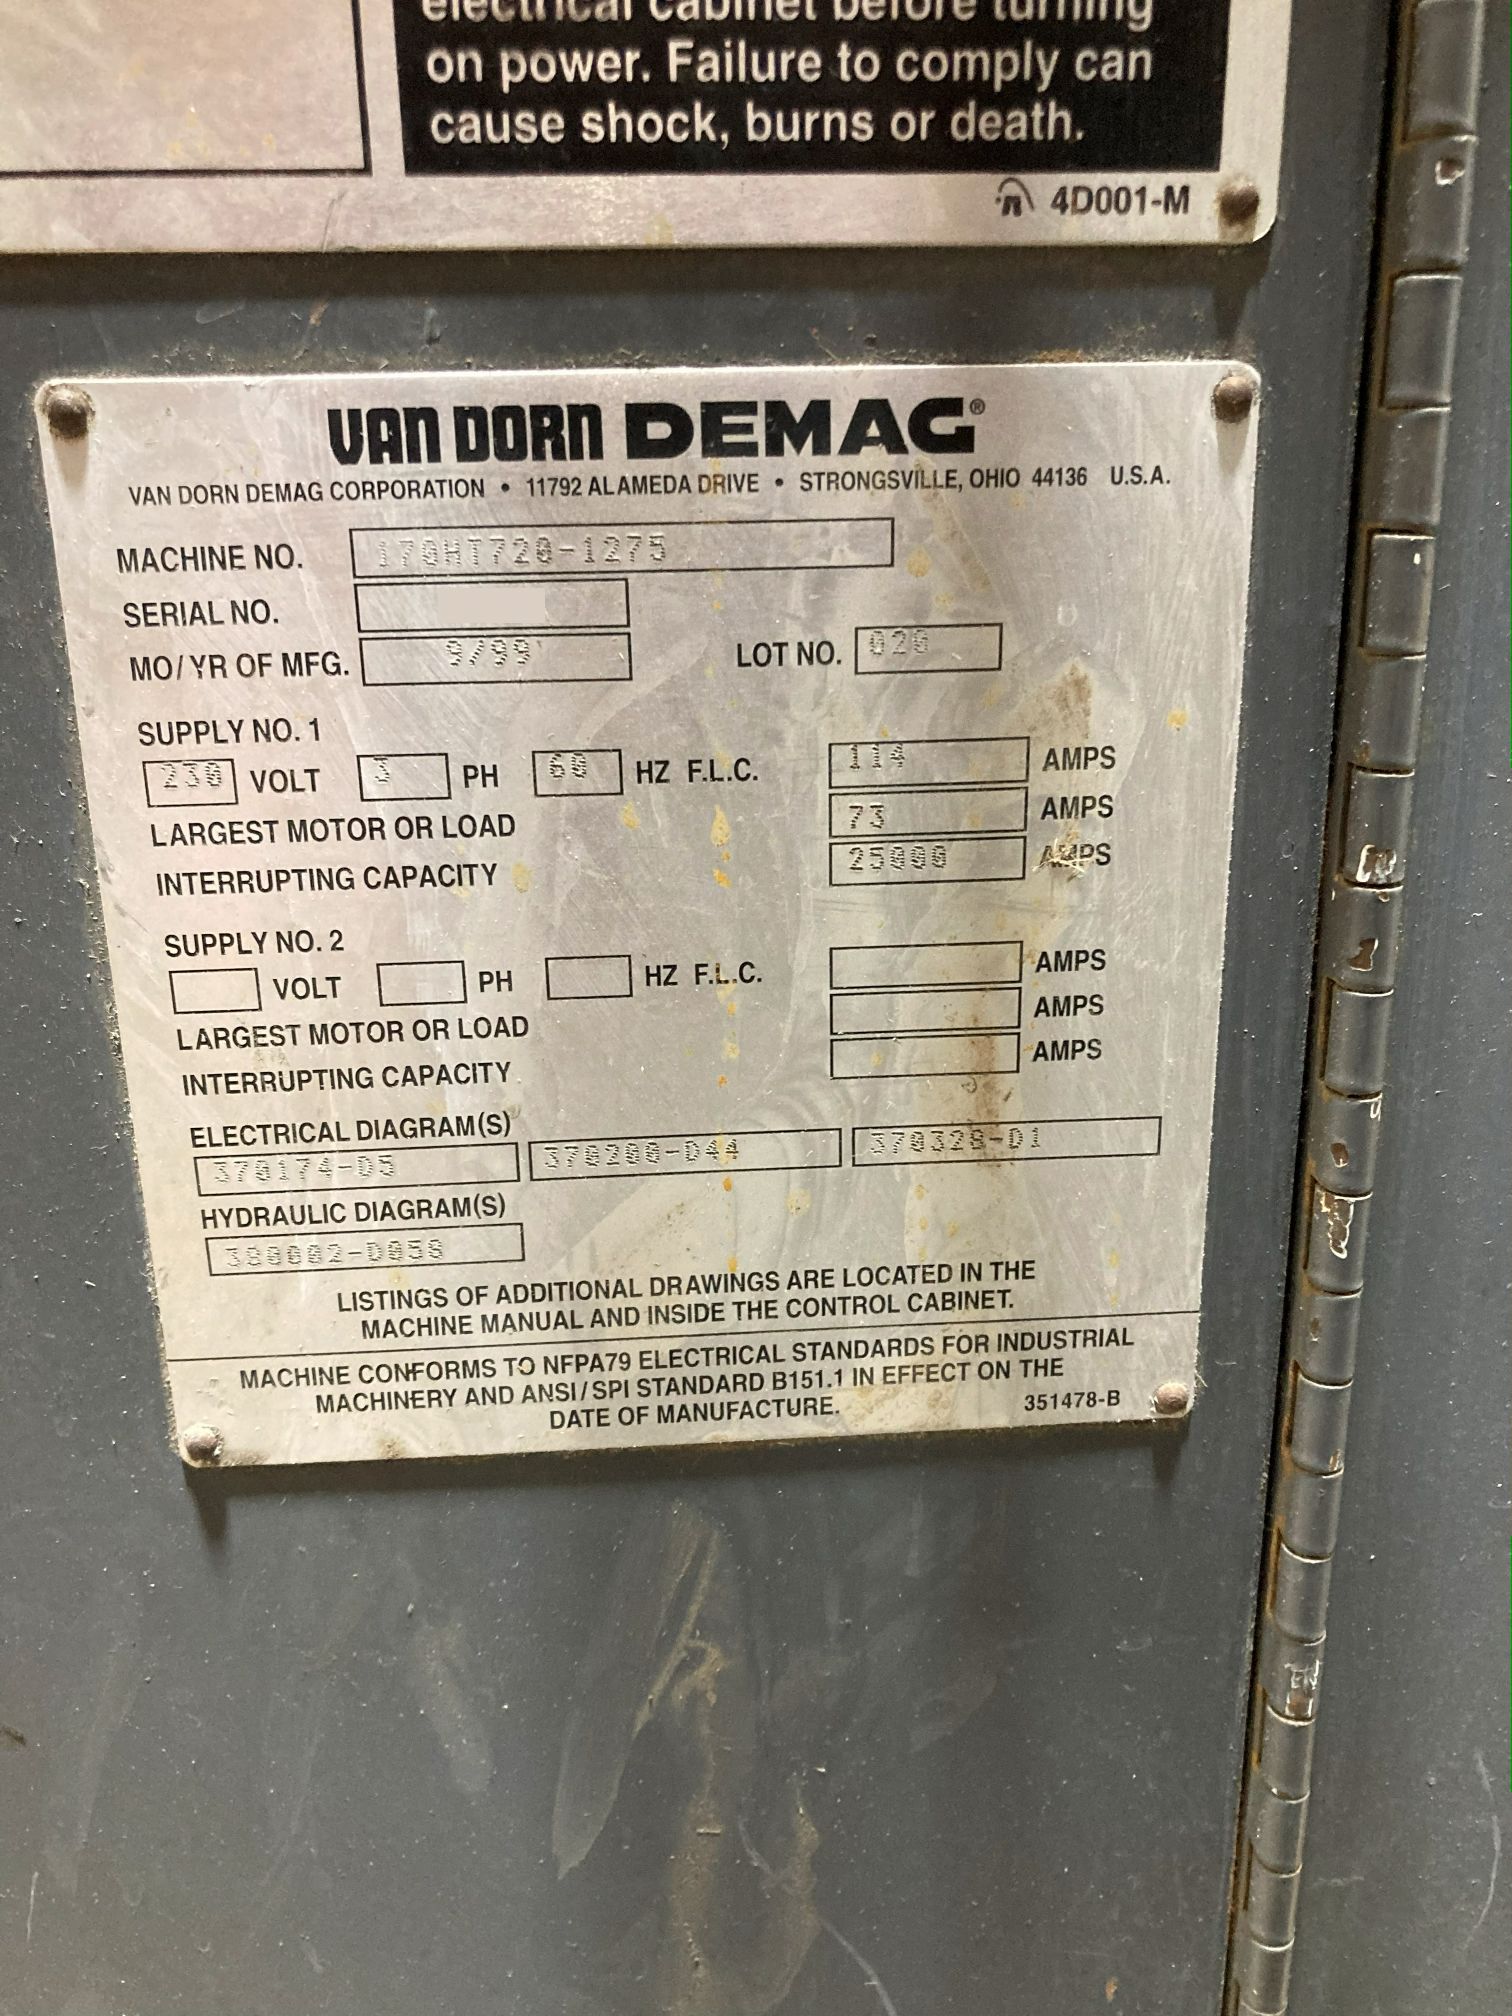 electrical cabinet before turning
on power. Failure to comply can
cause shock, burns or death.
4D001-M
VAN DORN DEMAG®
VAN DORN DEMAG CORPORATION • 11792 ALAMEDA DRIVE • STRONGSVILLE, OHIO 44136 U.S.A.
MACHINE NO. 170HT720-1275
SERIAL NO.
MO/YR OF MFG. 9/99 LOT NO. 020
SUPPLY NO. 1
230 VOLT 3 PH 60 HZ F.L.C. 114 AMPS
LARGEST MOTOR OR LOAD 73 AMPS
INTERRUPTING CAPACITY 25000 AMPS
SUPPLY NO. 2
VOLT PH HZ F.L.C. AMPS
LARGEST MOTOR OR LOAD AMPS
INTERRUPTING CAPACITY AMPS
ELECTRICAL DIAGRAM(S)
370174-D5 370200-D44 370328-D1
HYDRAULIC DIAGRAM(S)
380002-D058
LISTINGS OF ADDITIONAL DRAWINGS ARE LOCATED IN THE
MACHINE MANUAL AND INSIDE THE CONTROL CABINET.
MACHINE CONFORMS TO NFPA79 ELECTRICAL STANDARDS FOR INDUSTRIAL
MACHINERY AND ANSI/SPI STANDARD B151.1 IN EFFECT ON THE
DATE OF MANUFACTURE. 351478-B